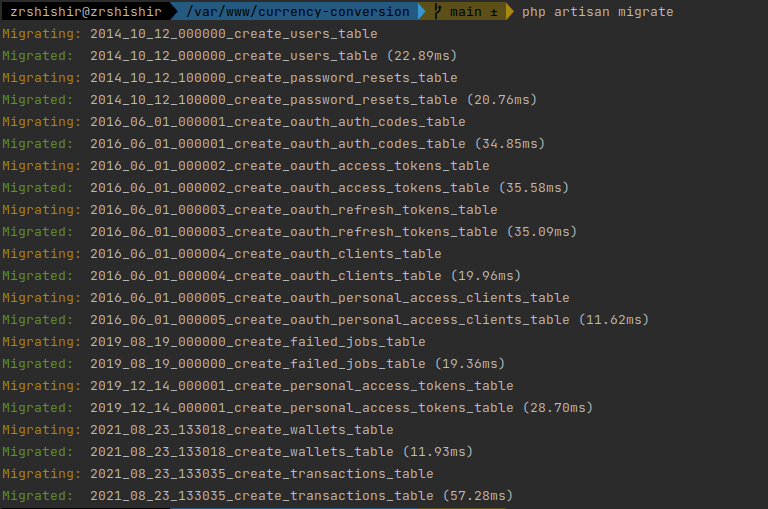 zrshishir@zrshishir /var/www/currency-conversion main ± php artisan migrate
Migrating: 2014_10_12_000000_create_users_table
Migrated: 2014_10_12_000000_create_users_table (22.89ms)
Migrating: 2014_10_12_100000_create_password_resets_table
Migrated: 2014_10_12_100000_create_password_resets_table (20.76ms)
Migrating: 2016_06_01_000001_create_oauth_auth_codes_table
Migrated: 2016_06_01_000001_create_oauth_auth_codes_table (34.85ms)
Migrating: 2016_06_01_000002_create_oauth_access_tokens_table
Migrated: 2016_06_01_000002_create_oauth_access_tokens_table (35.58ms)
Migrating: 2016_06_01_000003_create_oauth_refresh_tokens_table
Migrated: 2016_06_01_000003_create_oauth_refresh_tokens_table (35.09ms)
Migrating: 2016_06_01_000004_create_oauth_clients_table
Migrated: 2016_06_01_000004_create_oauth_clients_table (19.96ms)
Migrating: 2016_06_01_000005_create_oauth_personal_access_clients_table
Migrated: 2016_06_01_000005_create_oauth_personal_access_clients_table (11.62ms)
Migrating: 2019_08_19_000000_create_failed_jobs_table
Migrated: 2019_08_19_000000_create_failed_jobs_table (19.36ms)
Migrating: 2019_12_14_000001_create_personal_access_tokens_table
Migrated: 2019_12_14_000001_create_personal_access_tokens_table (28.70ms)
Migrating: 2021_08_23_133018_create_wallets_table
Migrated: 2021_08_23_133018_create_wallets_table (11.93ms)
Migrating: 2021_08_23_133035_create_transactions_table
Migrated: 2021_08_23_133035_create_transactions_table (57.28ms)